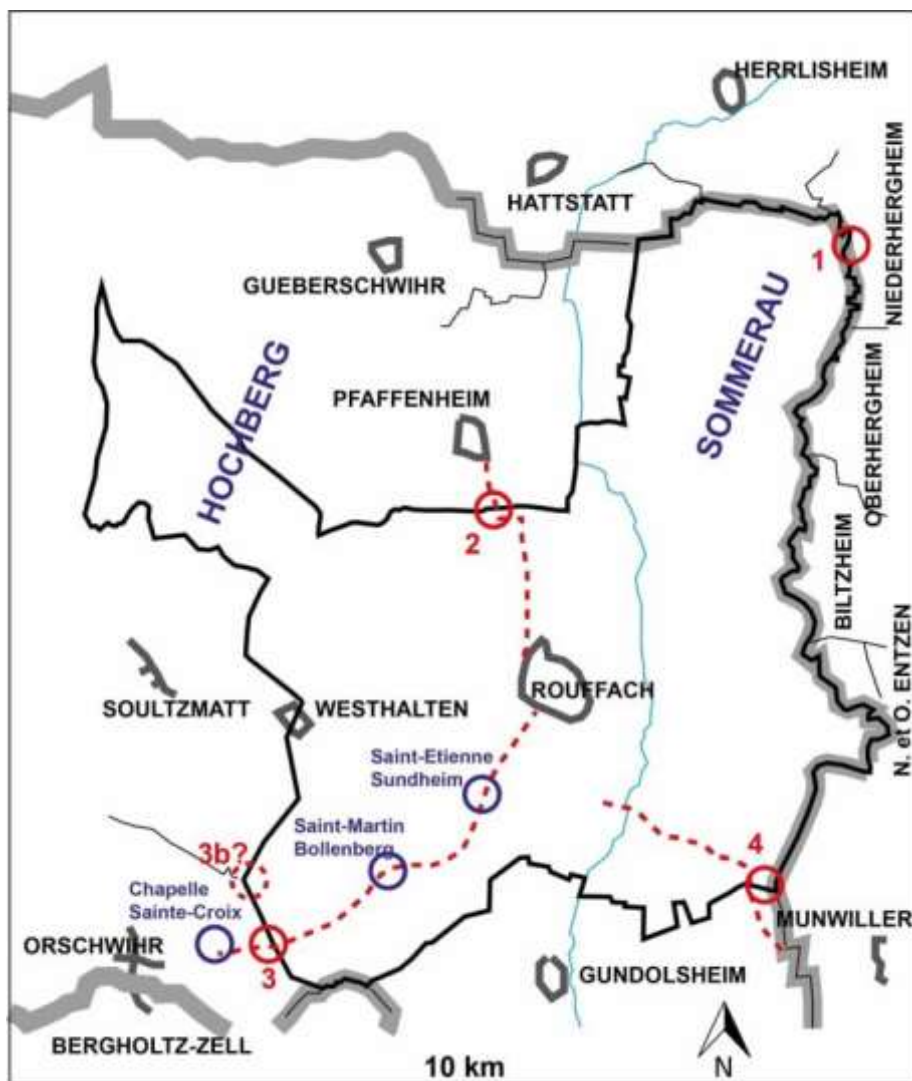 HERRLISHEIM
HATTSTATT
NIEDERHERGHEIM
1
GUEBERSCHWIHR
HOCHBERG
SOMMERAU
PFAFFENHEIM
OBERHERGHEIM
2
BILTZHEIM
N. et O. ENTZEN
ROUFFACH
SOULTZMATT
WESTHALTEN
Saint-Etienne
Sundheim
Saint-Martin
Bollenberg
3b?
4
Chapelle
Sainte-Croix
MUNWILLER
ORSCHWIHR
3
GUNDOLSHEIM
BERGHOLTZ-ZELL
10 km
N